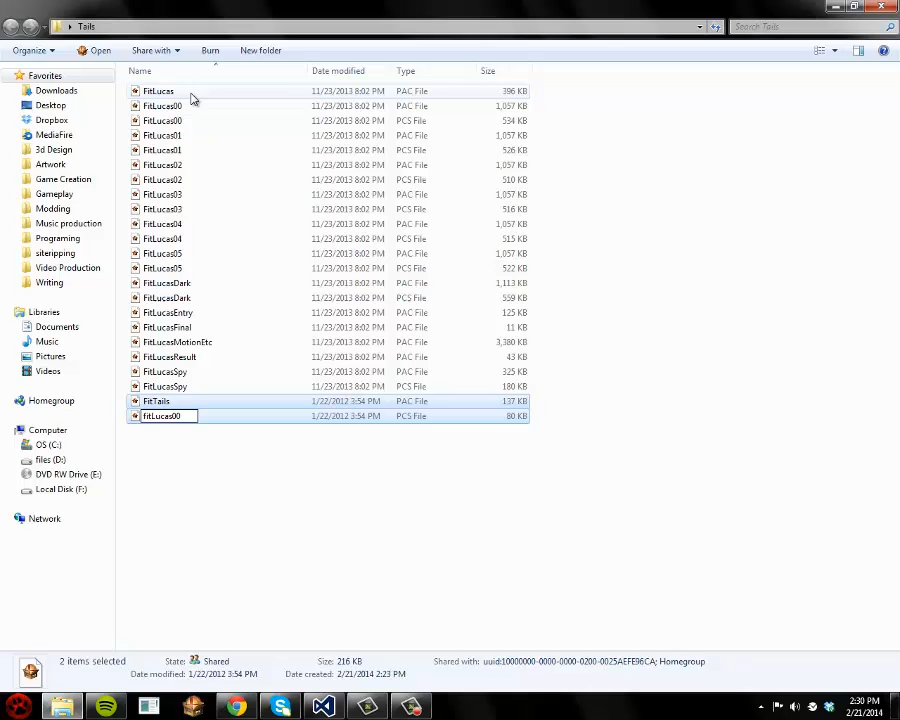 Tails
Search Tails
Organize Open Share with Burn New folder
Name Date modified Type Size
Favorites
Downloads
Desktop
Dropbox
MediaFire
3d Design
Artwork
Game Creation
Gameplay
Modding
Music production
Programing
siteripping
Video Production
Writing
Libraries
Documents
Music
Pictures
Videos
Homegroup
Computer
OS (C:)
files (D:)
DVD RW Drive (E:)
Local Disk (F:)
Network
FitLucas 11/23/2013 8:02 PM PAC File 396 KB
FitLucas00 11/23/2013 8:02 PM PAC File 1,057 KB
FitLucas00 11/23/2013 8:02 PM PCS File 534 KB
FitLucas01 11/23/2013 8:02 PM PAC File 1,057 KB
FitLucas01 11/23/2013 8:02 PM PCS File 526 KB
FitLucas02 11/23/2013 8:02 PM PAC File 1,057 KB
FitLucas02 11/23/2013 8:02 PM PCS File 510 KB
FitLucas03 11/23/2013 8:02 PM PAC File 1,057 KB
FitLucas03 11/23/2013 8:02 PM PCS File 516 KB
FitLucas04 11/23/2013 8:02 PM PAC File 1,057 KB
FitLucas04 11/23/2013 8:02 PM PCS File 515 KB
FitLucas05 11/23/2013 8:02 PM PAC File 1,057 KB
FitLucas05 11/23/2013 8:02 PM PCS File 522 KB
FitLucasDark 11/23/2013 8:02 PM PAC File 1,113 KB
FitLucasDark 11/23/2013 8:02 PM PCS File 559 KB
FitLucasEntry 11/23/2013 8:02 PM PAC File 125 KB
FitLucasFinal 11/23/2013 8:02 PM PAC File 11 KB
FitLucasMotionEtc 11/23/2013 8:02 PM PAC File 3,380 KB
FitLucasResult 11/23/2013 8:02 PM PAC File 43 KB
FitLucasSpy 11/23/2013 8:02 PM PAC File 325 KB
FitLucasSpy 11/23/2013 8:02 PM PCS File 180 KB
FitTails 1/22/2012 3:54 PM PAC File 137 KB
fitLucas00 1/22/2012 3:54 PM PCS File 80 KB
2 items selected State: Shared Size: 216 KB Shared with: uuid:10000000-0000-0000-0200-0025AEFE96CA; Homegroup
Date modified: 1/22/2012 3:54 PM Date created: 2/21/2014 2:23 PM
2:30 PM
2/21/2014